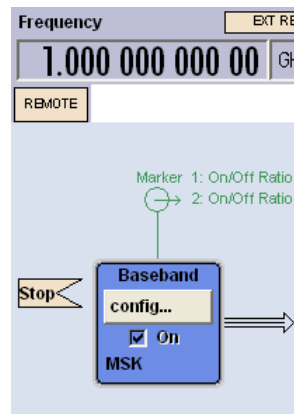 Frequency EXT RE
1.000 000 000 00 GH
REMOTE
Marker 1: On/Off Ratio
2: On/Off Ratio
Baseband
Stop
config...
On
MSK